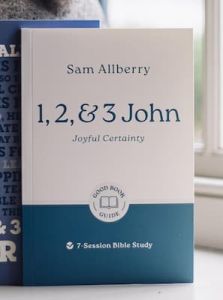 Sam Allberry
1, 2, & 3 John
Joyful Certainty
GOOD BOOK
GUIDE
7-Session Bible Study